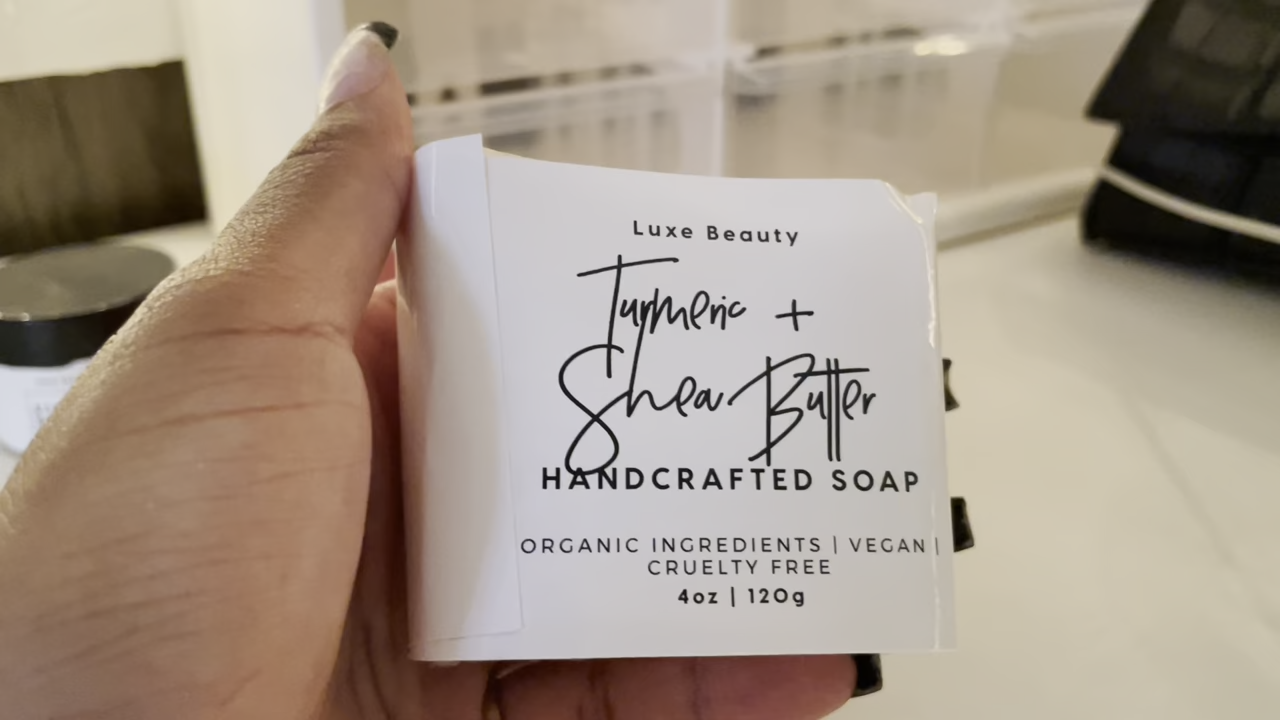 Luxe Beauty
Turmeric +
Shea Butter
HANDCRAFTED SOAP
ORGANIC INGREDIENTS | VEGAN |
CRUELTY FREE
4oz | 120g